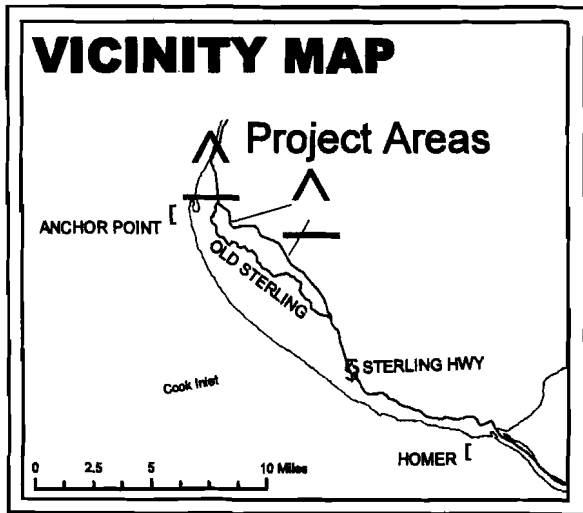 VICINITY MAP
Project Areas
ANCHOR POINT [
OLD STERLING
STERLING HWY
Cook Inlet
0 2.5 5 10 Miles
HOMER [